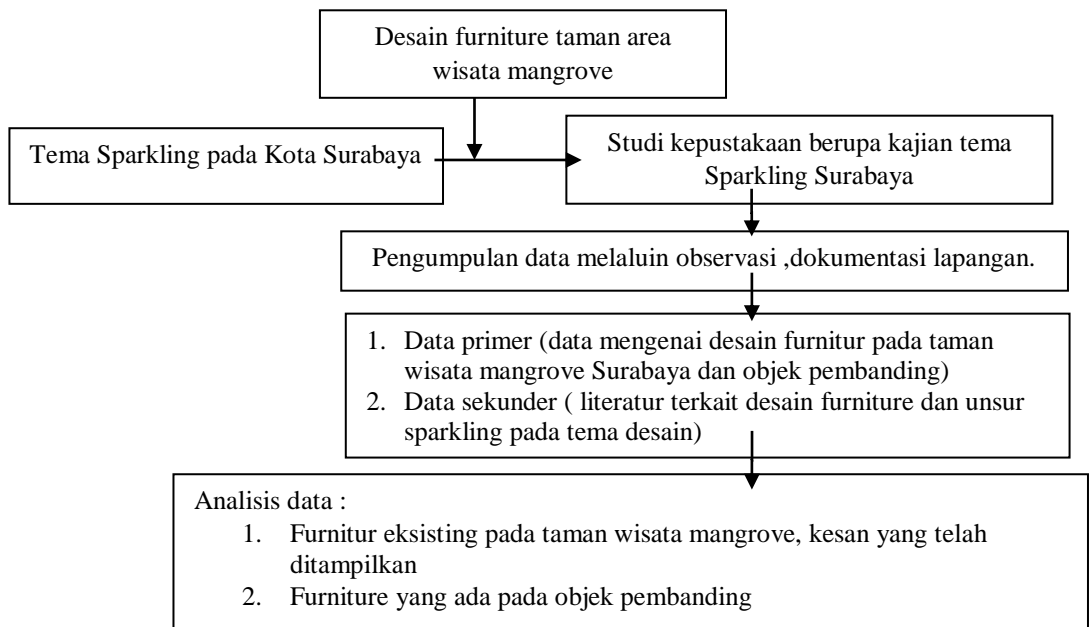 Desain furniture taman area
wisata mangrove
Tema Sparkling pada Kota Surabaya
Studi kepustakaan berupa kajian tema
Sparkling Surabaya
Pengumpulan data melaluin observasi ,dokumentasi lapangan.
1. Data primer (data mengenai desain furnitur pada taman
wisata mangrove Surabaya dan objek pembanding)
2. Data sekunder ( literatur terkait desain furniture dan unsur
sparkling pada tema desain)
Analisis data :
1. Furnitur eksisting pada taman wisata mangrove, kesan yang telah
ditampilkan
2. Furniture yang ada pada objek pembanding